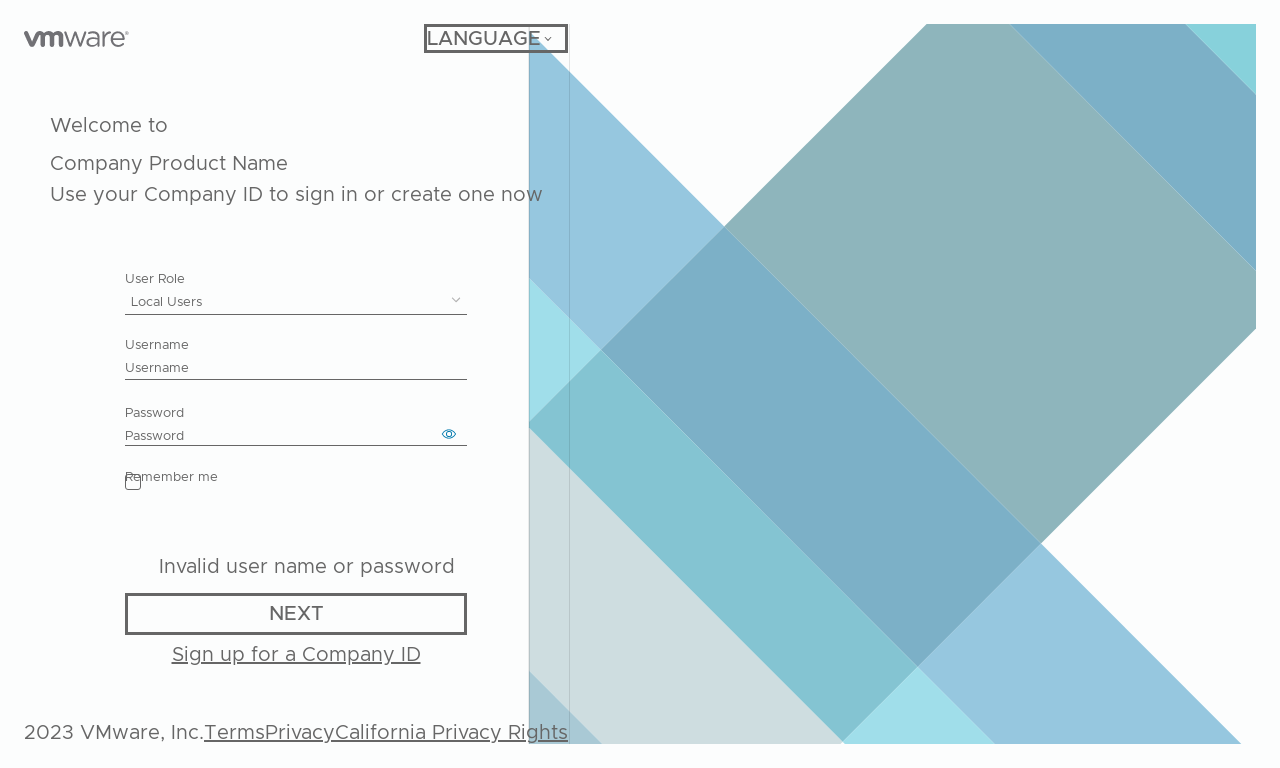 vmware®
LANGUAGE
Welcome to
Company Product Name
Use your Company ID to sign in or create one now
User Role
Local Users
Username
Username
Password
Password
Remember me
Invalid user name or password
NEXT
Sign up for a Company ID
2023 VMware, Inc.TermsPrivacyCalifornia Privacy Rights